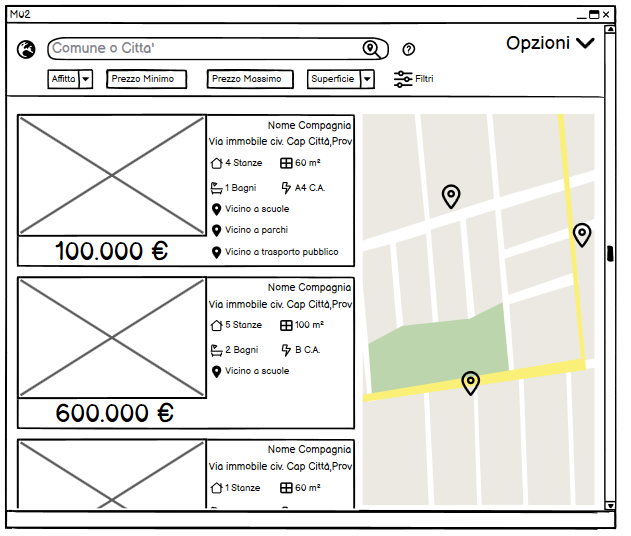 MU2
Comune o Citta'
?
Opzioni
Affitta
Prezzo Minimo
Prezzo Massimo
Superficie
Filtri
Nome Compagnia
Via immobile civ. Cap Città,Prov
4 Stanze
60 m²
1 Bagni
A4 C.A.
Vicino a scuole
Vicino a parchi
Vicino a trasporto pubblico
100.000 €
Nome Compagnia
Via immobile civ. Cap Città,Prov
5 Stanze
100 m²
2 Bagni
B C.A.
Vicino a scuole
600.000 €
Nome Compagnia
Via immobile civ. Cap Città,Prov
1 Stanze
60 m²